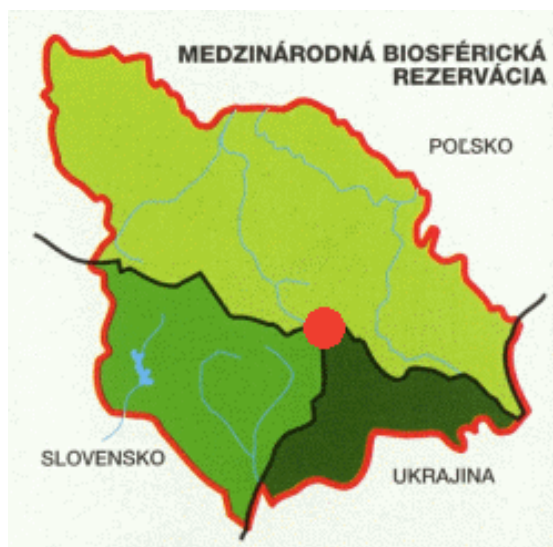 MEDZINÁRODNÁ BIOSFÉRICKÁ
REZERVÁCIA
POĽSKO
SLOVENSKO
UKRAJINA